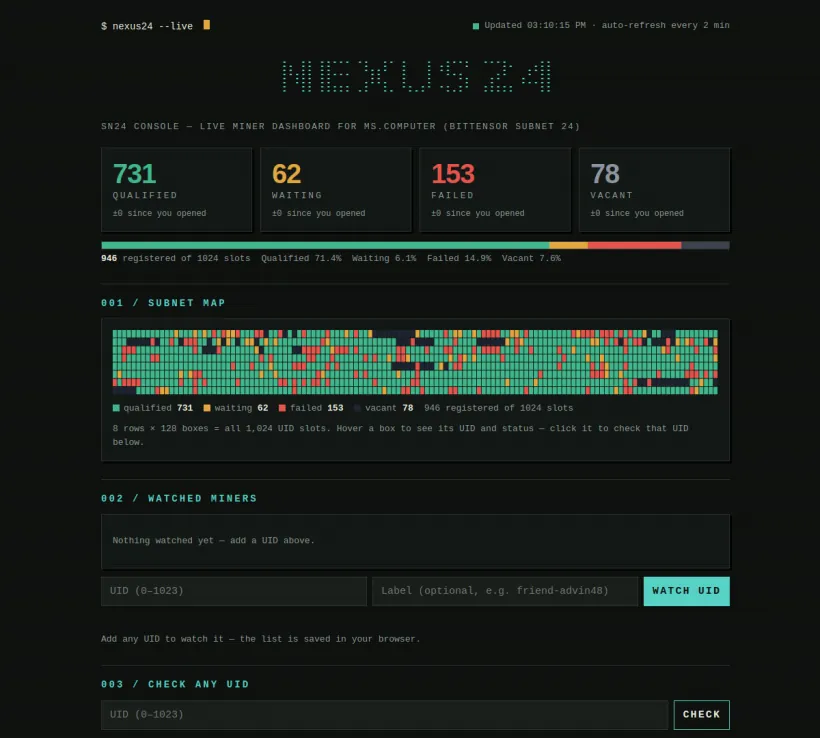 $ nexus24 --live
Updated 03:10:15 PM · auto-refresh every 2 min
NEXUS24
SN24 CONSOLE — LIVE MINER DASHBOARD FOR MS.COMPUTER (BITTENSOR SUBNET 24)
731
QUALIFIED
±0 since you opened
62
WAITING
±0 since you opened
153
FAILED
±0 since you opened
78
VACANT
±0 since you opened
946 registered of 1024 slots Qualified 71.4% Waiting 6.1% Failed 14.9% Vacant 7.6%
001 / SUBNET MAP
qualified 731 waiting 62 failed 153 vacant 78 946 registered of 1024 slots
8 rows × 128 boxes = all 1,024 UID slots. Hover a box to see its UID and status — click it to check that UID
below.
002 / WATCHED MINERS
Nothing watched yet — add a UID above.
UID (0–1023)
Label (optional, e.g. friend-advin48)
WATCH UID
Add any UID to watch it — the list is saved in your browser.
003 / CHECK ANY UID
UID (0–1023)
CHECK